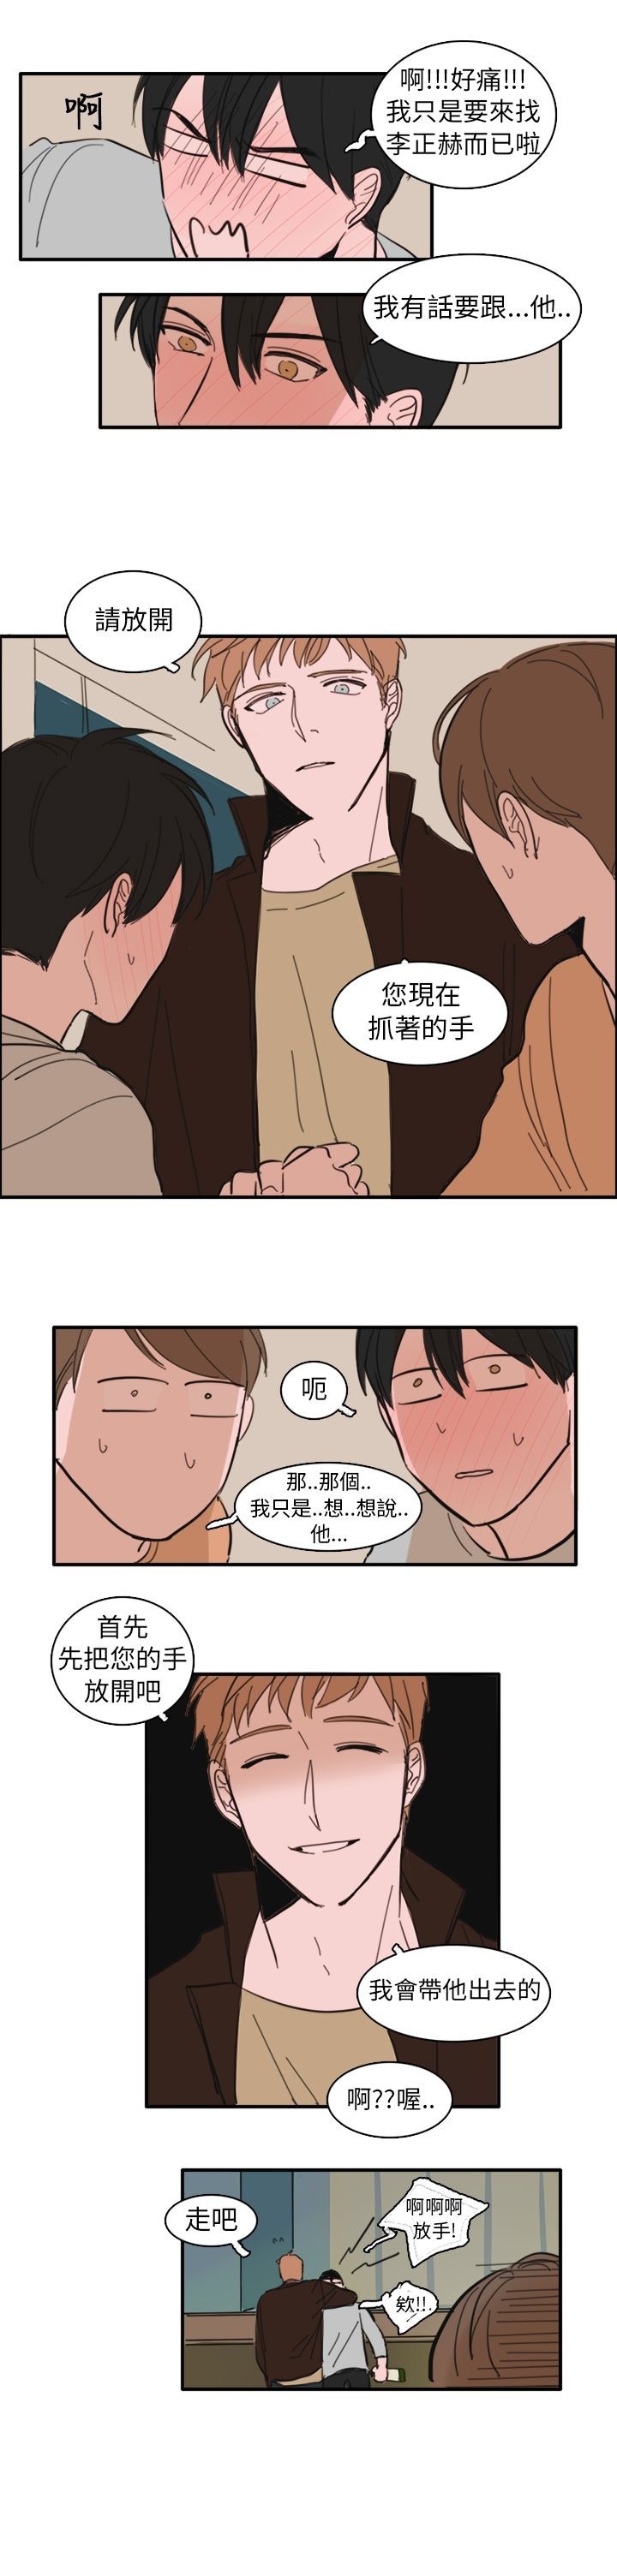 啊
啊!!!好痛!!!
我只是要來找
李正赫而已啦
我有話要跟...他..
請放開
您現在
抓著的手
呃
那..那個..
我只是..想..想說..
他...
首先
先把您的手
放開吧
我會帶他出去的
啊??喔..
走吧
啊啊啊
放手!
欸!!